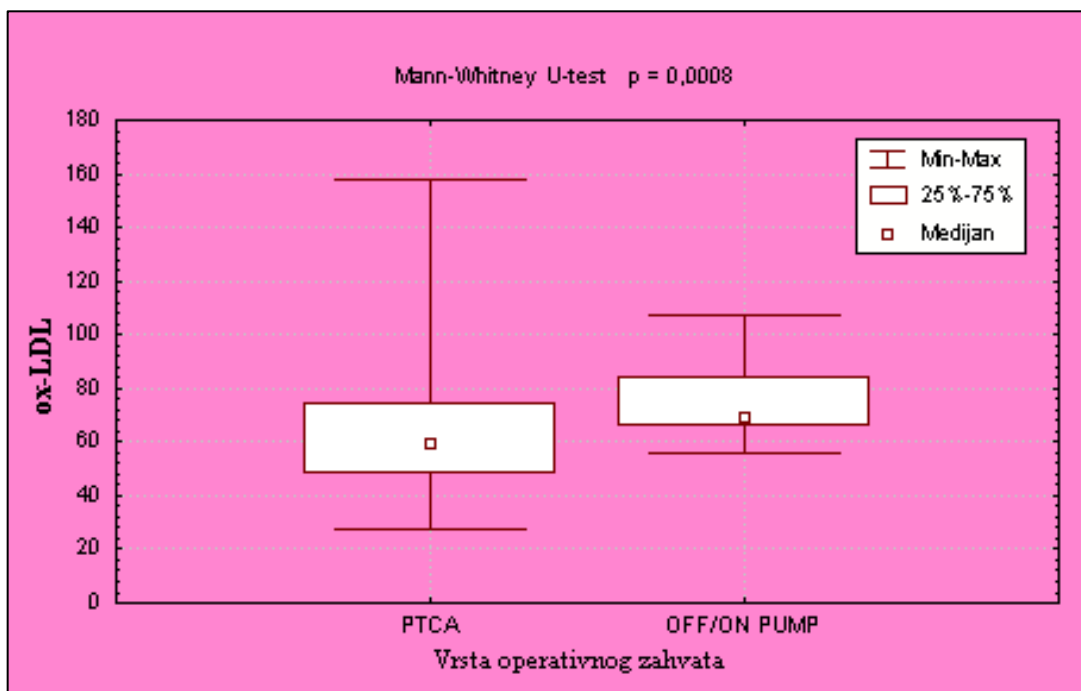 Mann-Whitney U-test p = 0,0008
180
160
140
120
100
80
60
40
20
0
ox-LDL
Min-Max
25%-75%
Medijan
PTCA OFF/ON PUMP
Vrsta operativnog zahvata